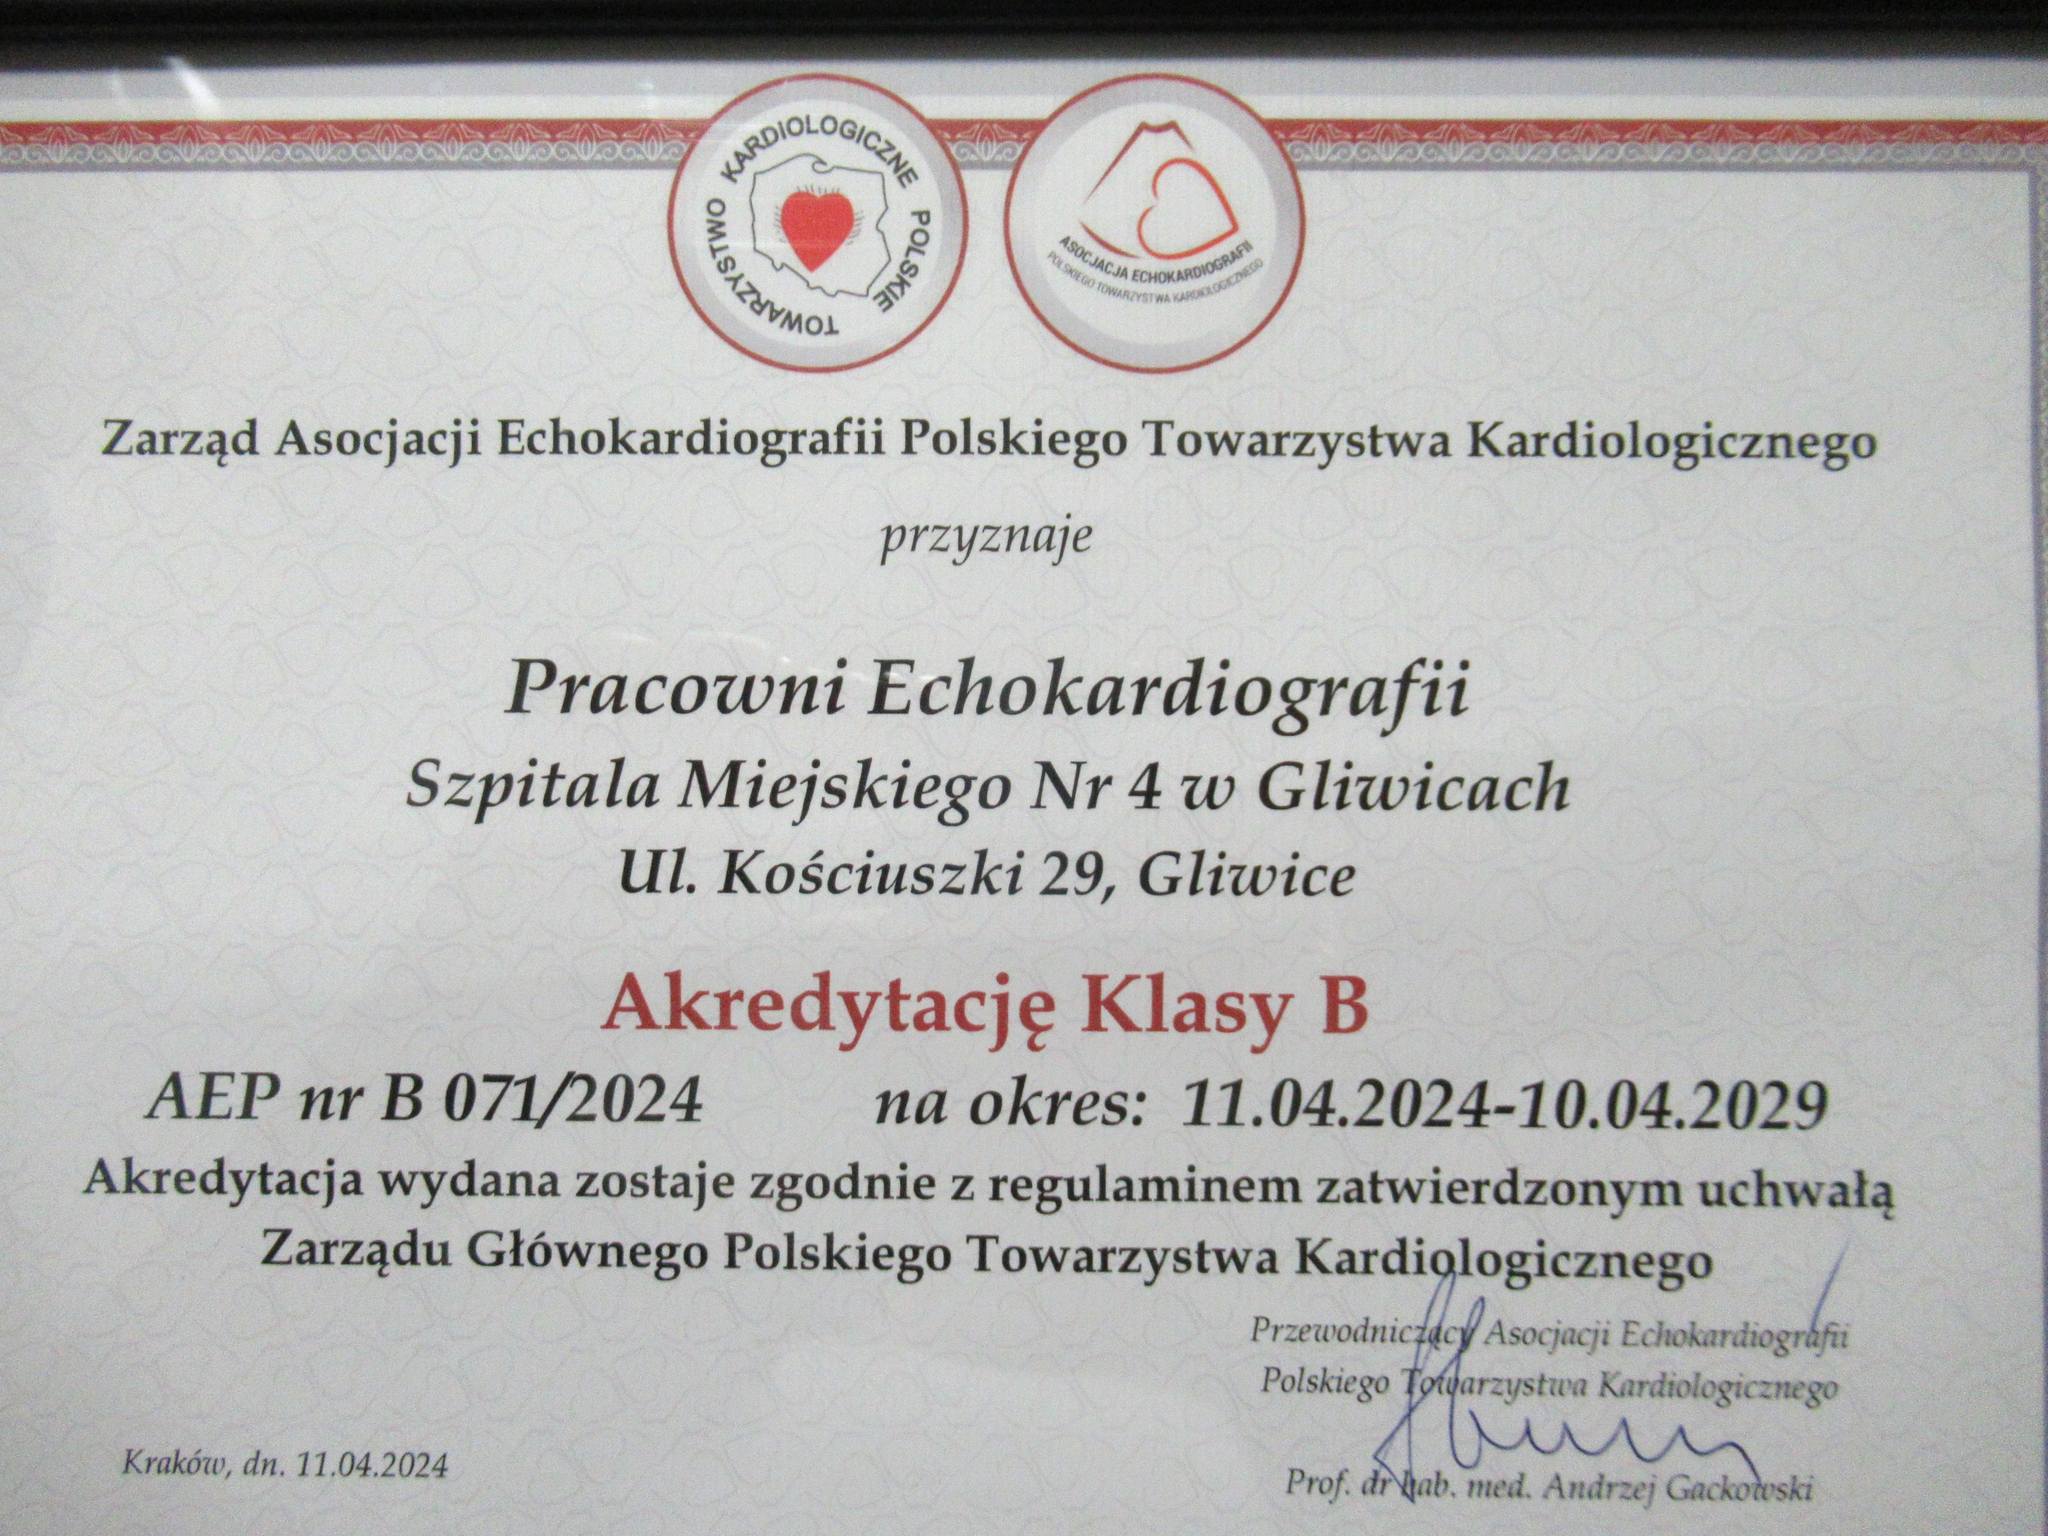 POLSKIE TOWARZYSTWO KARDIOLOGICZNE
ASOCJACJA ECHOKARDIOGRAFII
POLSKIEGO TOWARZYSTWA KARDIOLOGICZNEGO
Zarząd Asocjacji Echokardiografii Polskiego Towarzystwa Kardiologicznego
przyznaje
Pracowni Echokardiografii
Szpitala Miejskiego Nr 4 w Gliwicach
Ul. Kościuszki 29, Gliwice
Akredytację Klasy B
AEP nr B 071/2024 na okres: 11.04.2024-10.04.2029
Akredytacja wydana zostaje zgodnie z regulaminem zatwierdzonym uchwałą
Zarządu Głównego Polskiego Towarzystwa Kardiologicznego
Przewodniczący Asocjacji Echokardiografii
Polskiego Towarzystwa Kardiologicznego
Kraków, dn. 11.04.2024
Prof. dr hab. med. Andrzej Gackowski